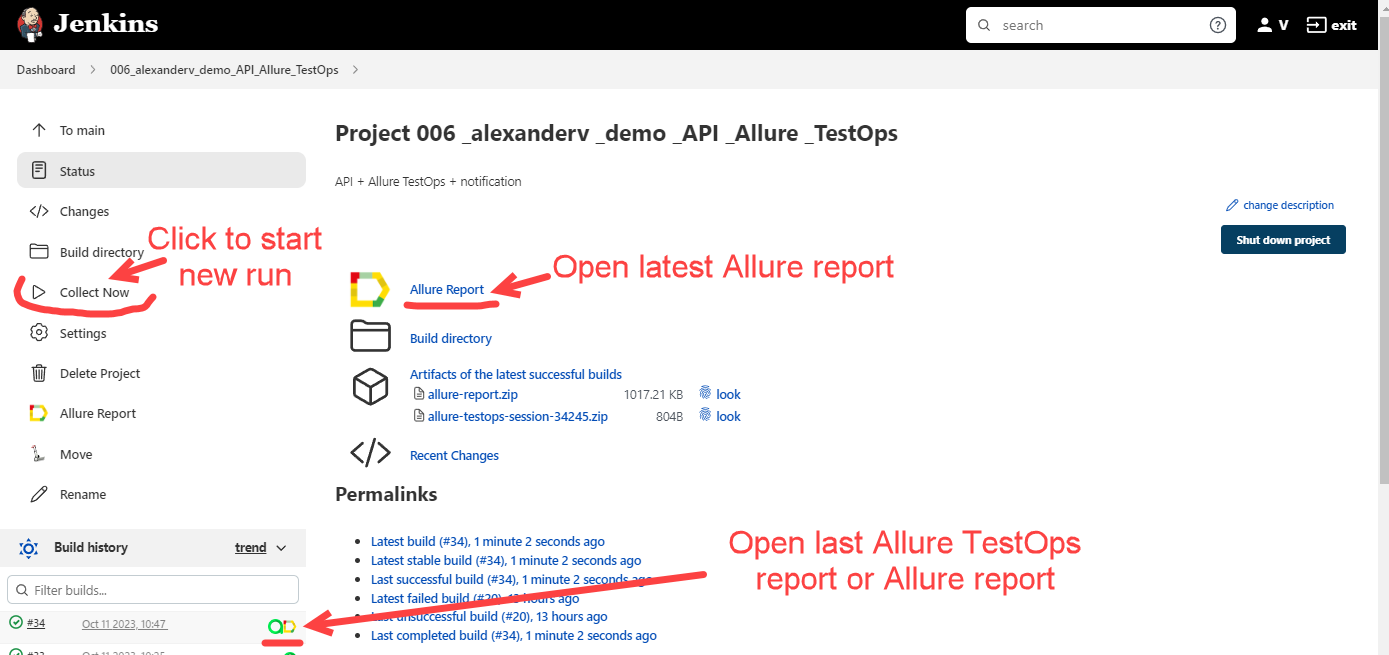 Jenkins
search
V
exit
Dashboard
006_alexanderv_demo_API_Allure_TestOps
To main
Status
Changes
Build directory
Collect Now
Settings
Delete Project
Allure Report
Move
Rename
Click to start
new run
Build history
trend
Filter builds...
#34
Oct 11 2023, 10:47
Project 006 _alexanderv _demo _API _Allure _TestOps
API + Allure TestOps + notification
change description
Shut down project
Open latest Allure report
Allure Report
Build directory
Artifacts of the latest successful builds
allure-report.zip 1017.21 KB look
allure-testops-session-34245.zip 804B look
Recent Changes
Permalinks
Latest build (#34), 1 minute 2 seconds ago
Latest stable build (#34), 1 minute 2 seconds ago
Last successful build (#34), 1 minute 2 seconds ago
Latest failed build (#20), 13 hours ago
Last unsuccessful build (#20), 13 hours ago
Last completed build (#34), 1 minute 2 seconds ago
Open last Allure TestOps
report or Allure report